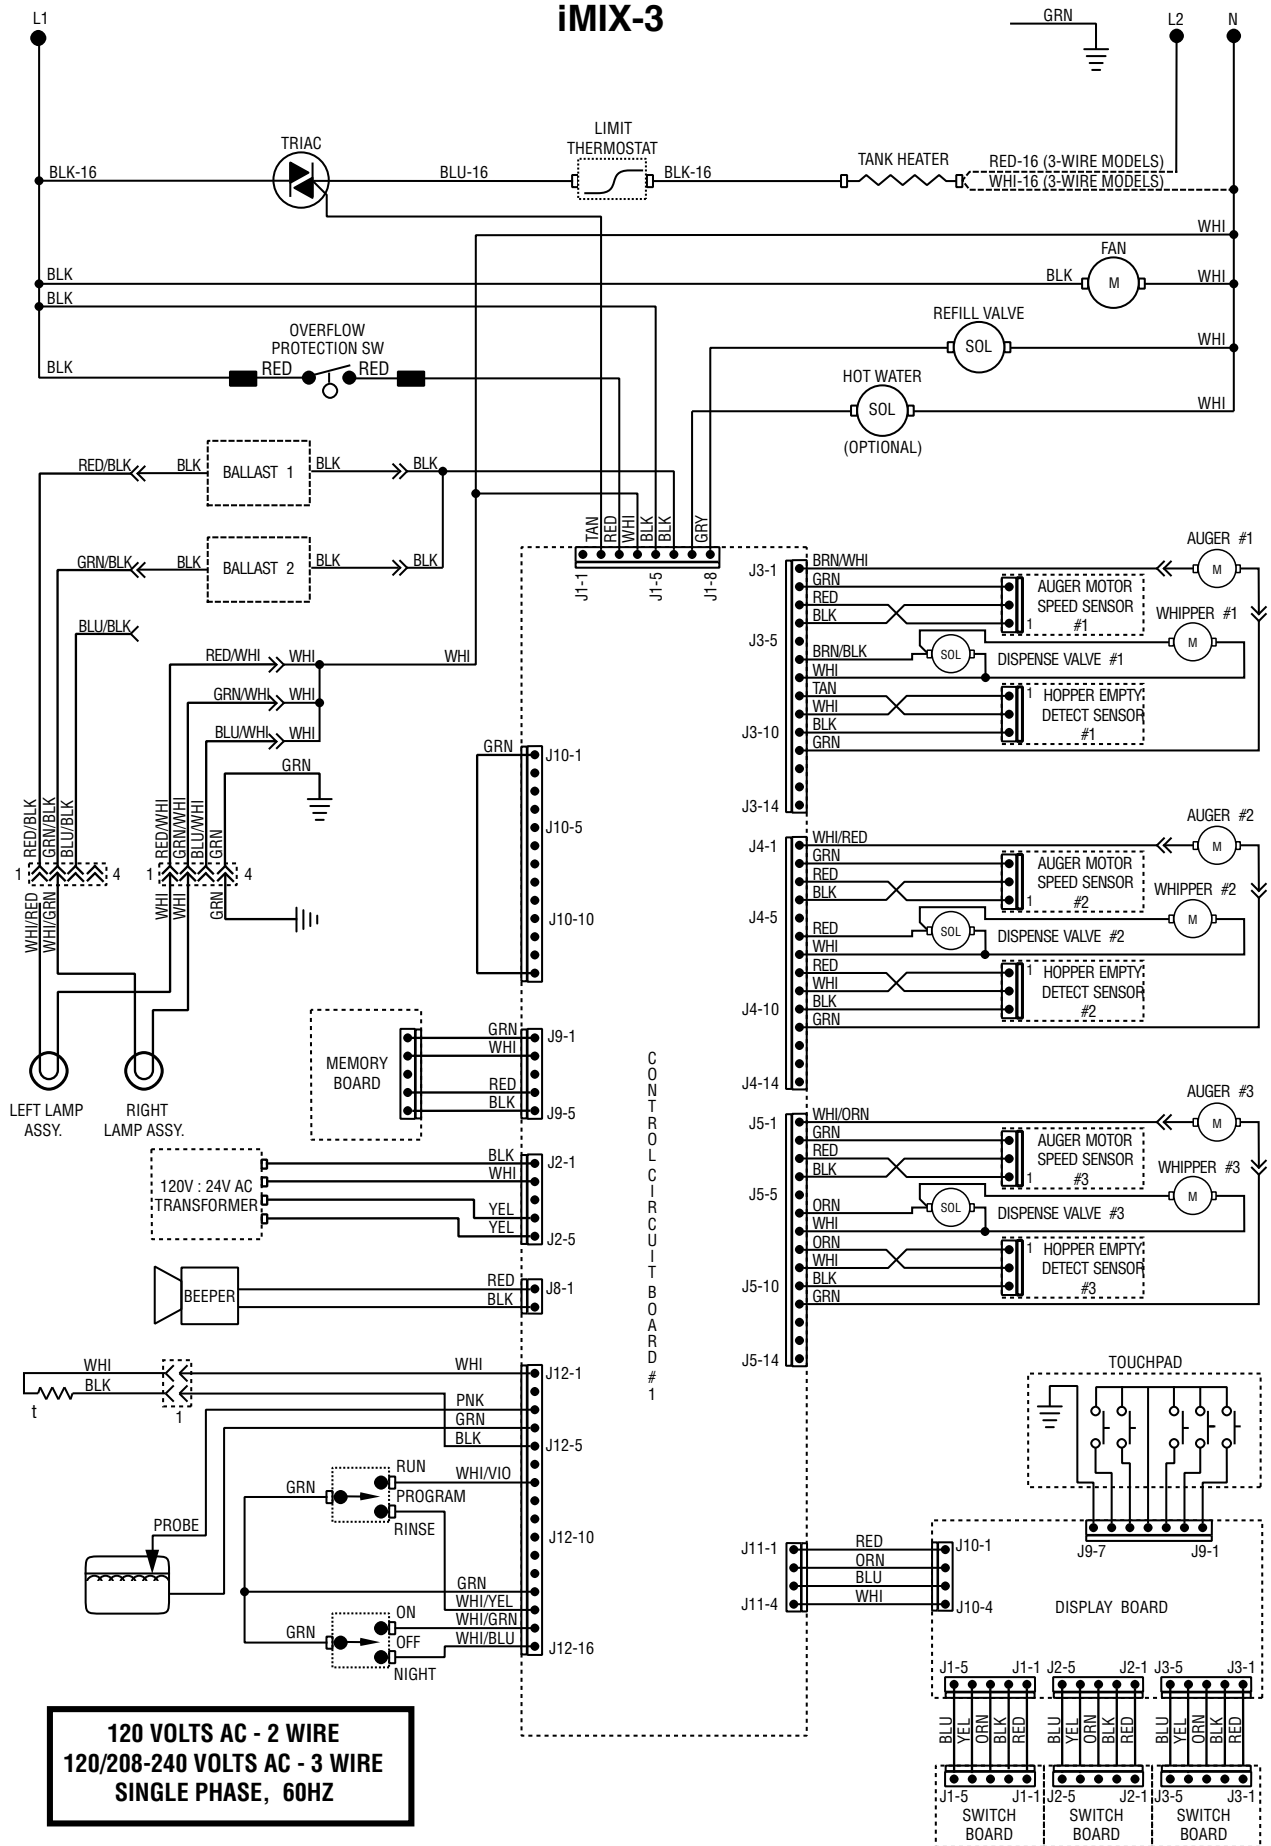 iMIX-3
L1
GRN
L2
N
TRIAC
LIMIT
THERMOSTAT
BLK-16
BLU-16
BLK-16
TANK HEATER
RED-16 (3-WIRE MODELS)
WHI-16 (3-WIRE MODELS)
WHI
FAN
BLK
BLK
M
WHI
BLK
REFILL VALVE
OVERFLOW
PROTECTION SW
SOL
WHI
BLK
RED
RED
HOT WATER
SOL
WHI
(OPTIONAL)
RED/BLK
BLK
BALLAST 1
BLK
BLK
GRN/BLK
BLK
BALLAST 2
BLK
BLK
TAN
RED
WHI
BLK
BLK
GRY
J1-1
J1-5
J1-8
BLU/BLK
RED/WHI
WHI
WHI
GRN/WHI
WHI
BLU/WHI
WHI
GRN
RED/BLK
GRN/BLK
BLU/BLK
RED/WHI
GRN/WHI
BLU/WHI
GRN
1
4
1
4
WHI/RED
WHI/GRN
WHI
WHI
GRN
LEFT LAMP
ASSY.
RIGHT
LAMP ASSY.
GRN
J10-1
J10-5
J10-10
MEMORY
BOARD
GRN
J9-1
WHI
RED
BLK
J9-5
120V : 24V AC
TRANSFORMER
BLK
J2-1
WHI
YEL
YEL
J2-5
BEEPER
RED
J8-1
BLK
WHI
WHI
J12-1
BLK
t
1
PNK
GRN
BLK
J12-5
RUN
WHI/VIO
GRN
PROGRAM
RINSE
PROBE
J12-10
GRN
WHI/YEL
ON
WHI/GRN
GRN
OFF
WHI/BLU
J12-16
NIGHT
CONTROL CIRCUIT BOARD #1
J3-1
BRN/WHI
AUGER #1
M
GRN
AUGER MOTOR
RED
SPEED SENSOR
BLK
1
#1
WHIPPER #1
J3-5
M
BRN/BLK
SOL
DISPENSE VALVE #1
WHI
TAN
1
HOPPER EMPTY
WHI
DETECT SENSOR
J3-10
BLK
#1
GRN
J3-14
J4-1
WHI/RED
AUGER #2
M
GRN
AUGER MOTOR
RED
SPEED SENSOR
BLK
1
#2
WHIPPER #2
J4-5
M
RED
SOL
DISPENSE VALVE #2
WHI
RED
1
HOPPER EMPTY
WHI
DETECT SENSOR
J4-10
BLK
#2
GRN
J4-14
J5-1
WHI/ORN
AUGER #3
M
GRN
AUGER MOTOR
RED
SPEED SENSOR
BLK
1
#3
WHIPPER #3
J5-5
M
ORN
SOL
DISPENSE VALVE #3
WHI
ORN
1
HOPPER EMPTY
WHI
DETECT SENSOR
J5-10
BLK
#3
GRN
J5-14
TOUCHPAD
J9-7
J9-1
J11-1
RED
J10-1
ORN
BLU
J11-4
WHI
J10-4
DISPLAY BOARD
J1-5
J1-1
J2-5
J2-1
J3-5
J3-1
BLU
YEL
ORN
BLK
RED
BLU
YEL
ORN
BLK
RED
BLU
YEL
ORN
BLK
RED
J1-5
J1-1
J2-5
J2-1
J3-5
J3-1
SWITCH
BOARD
SWITCH
BOARD
SWITCH
BOARD
120 VOLTS AC - 2 WIRE
120/208-240 VOLTS AC - 3 WIRE
SINGLE PHASE, 60HZ